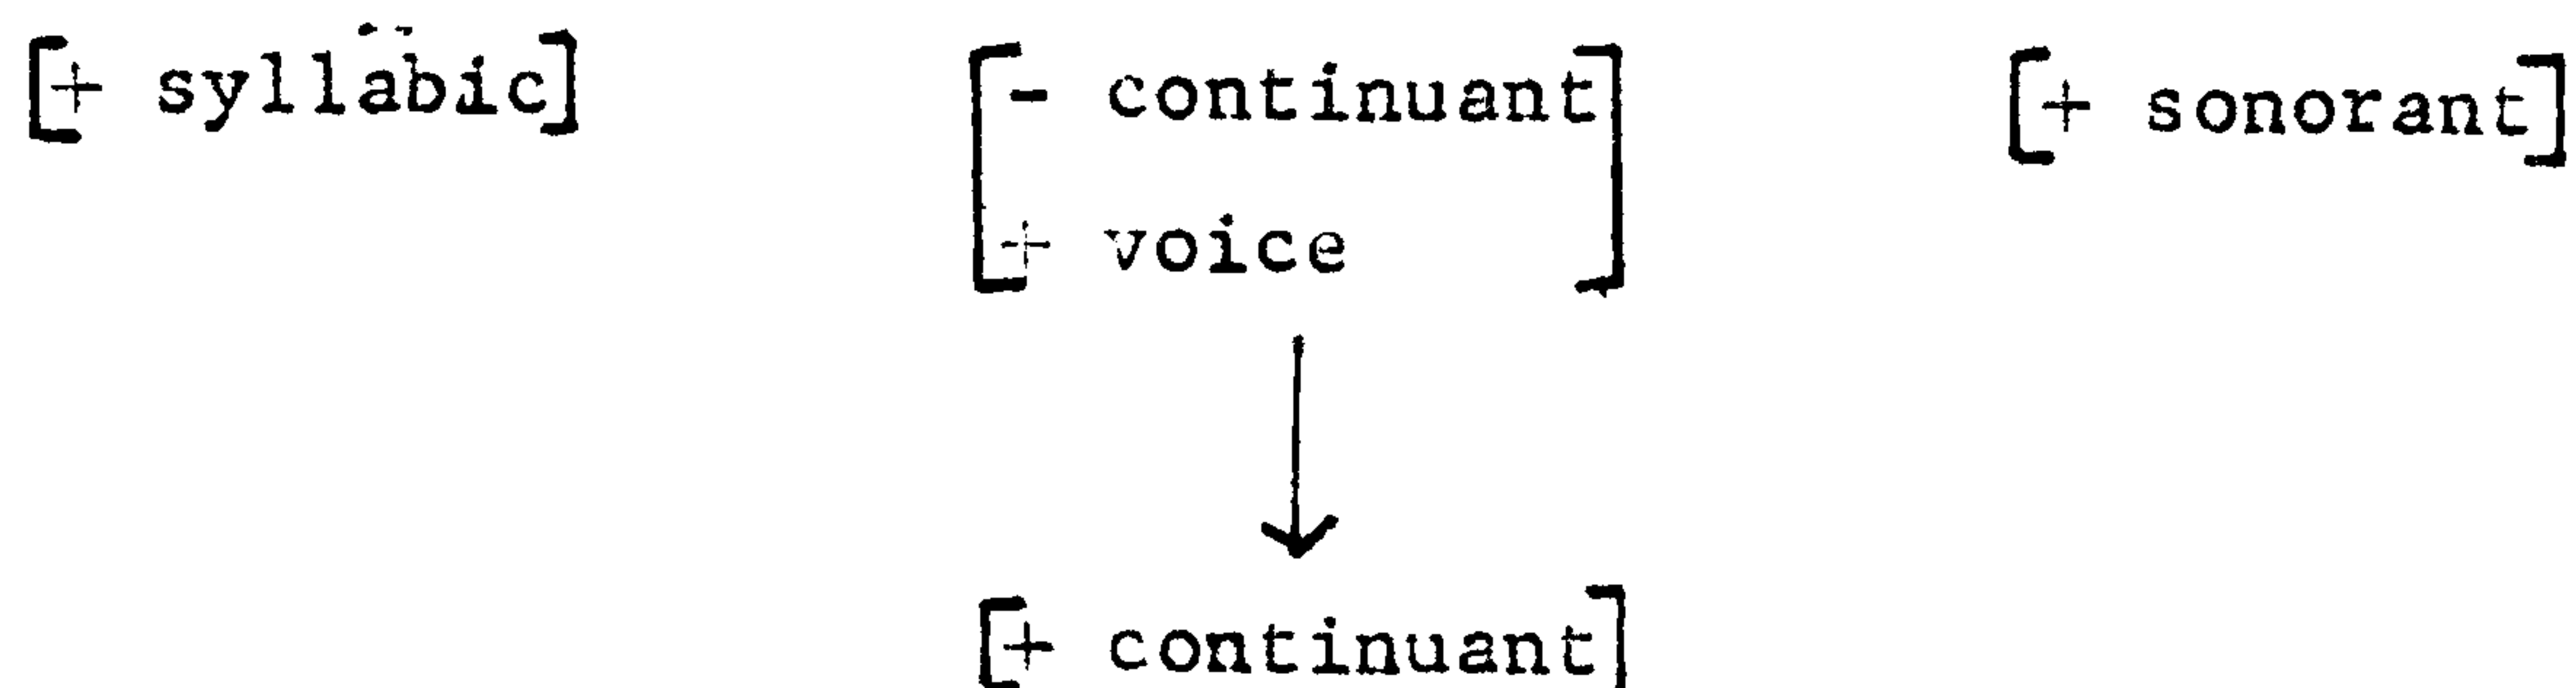 [+ syllabic] [- continuant [+ sonorant]
+ voice]
[+ continuant]